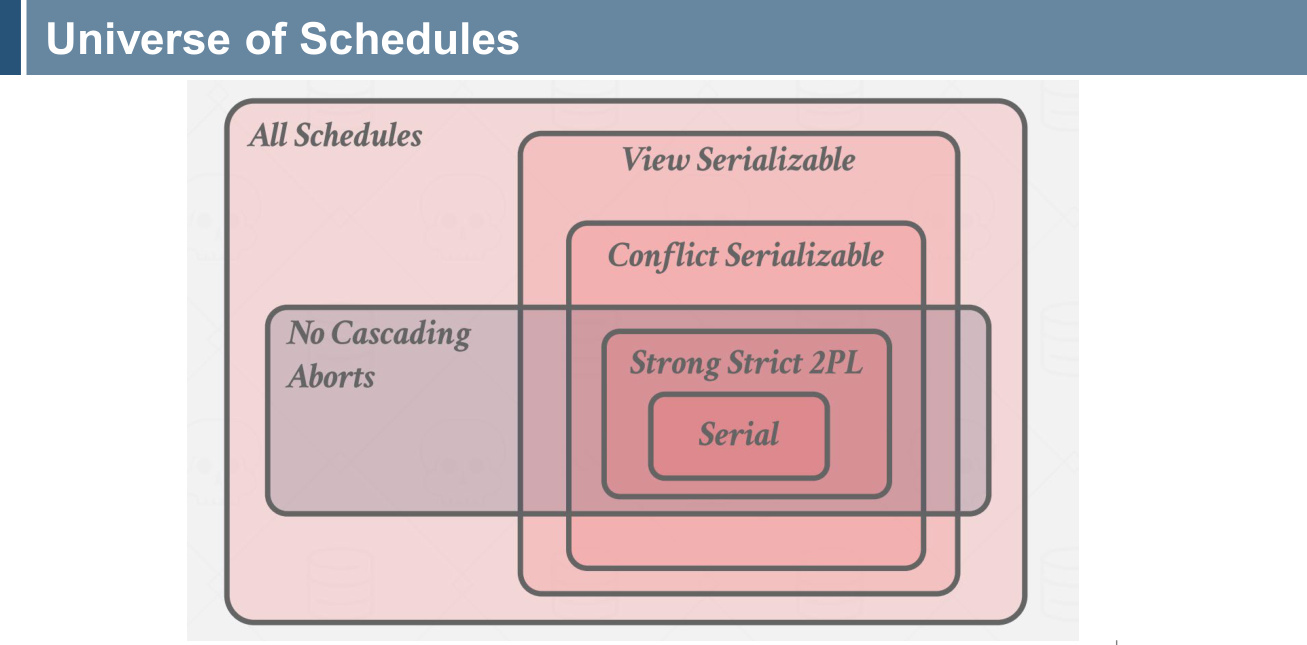 Universe of Schedules
All Schedules
View Serializable
Conflict Serializable
No Cascading
Aborts
Strong Strict 2PL
Serial